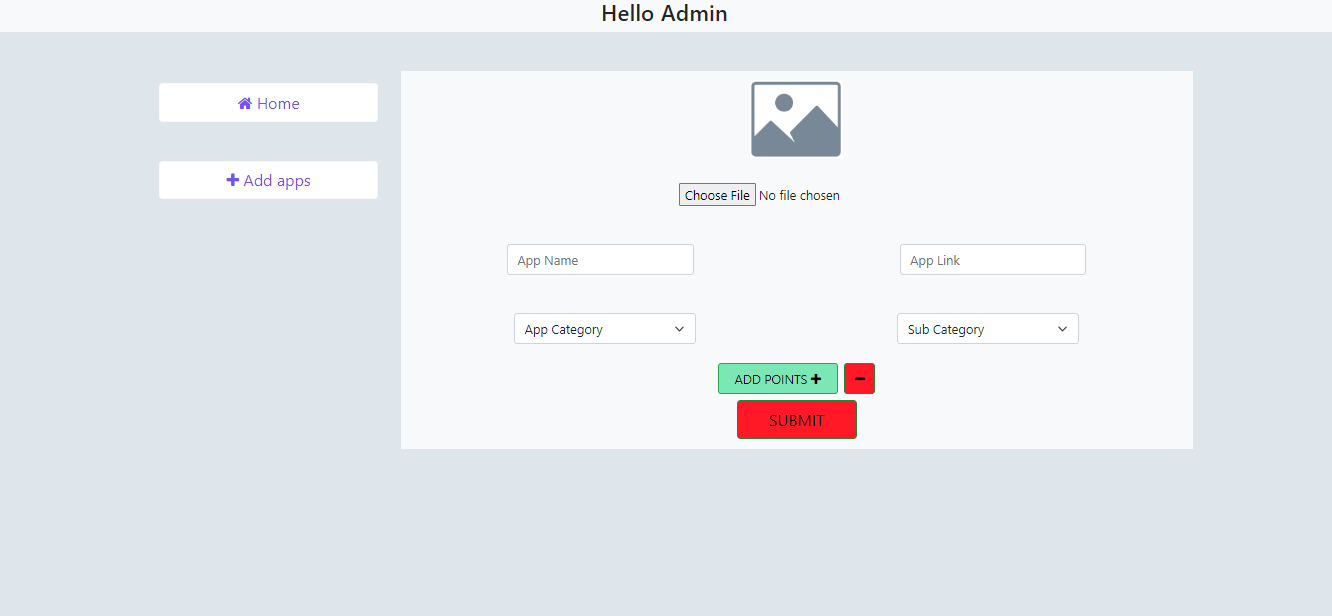 Hello Admin
Home
Add apps
Choose File No file chosen
App Name
App Link
App Category
Sub Category
ADD POINTS
SUBMIT